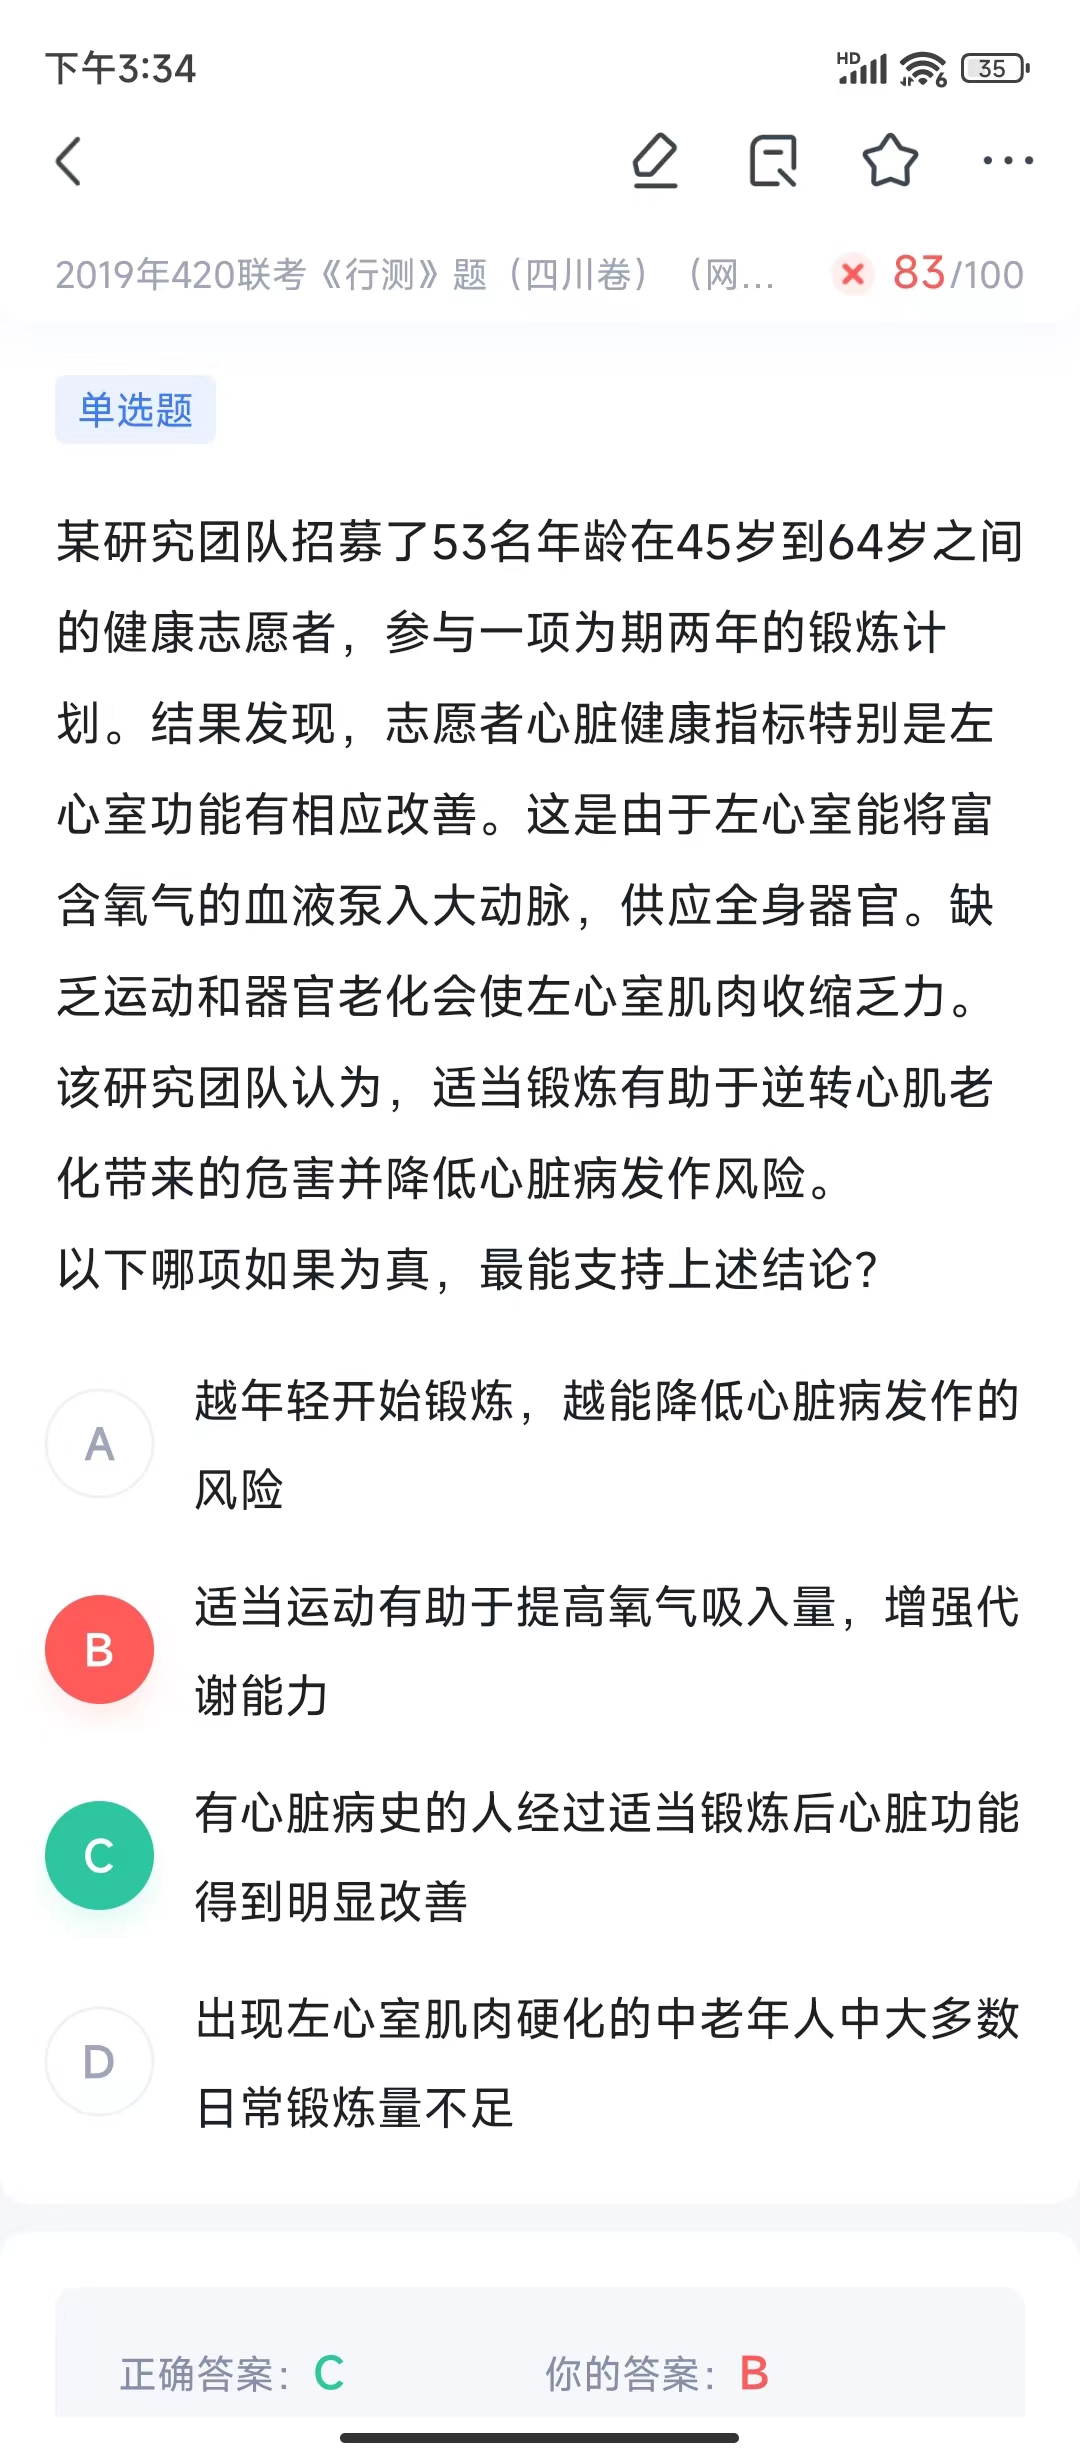 下午3:34
HD
6
35
2019年420联考《行测》题（四川卷）（网...
83/100
单选题
某研究团队招募了53名年龄在45岁到64岁之间
的健康志愿者，参与一项为期两年的锻炼计
划。结果发现，志愿者心脏健康指标特别是左
心室功能有相应改善。这是由于左心室能将富
含氧气的血液泵入大动脉，供应全身器官。缺
乏运动和器官老化会使左心室肌肉收缩乏力。
该研究团队认为，适当锻炼有助于逆转心肌老
化带来的危害并降低心脏病发作风险。
以下哪项如果为真，最能支持上述结论?
A
越年轻开始锻炼，越能降低心脏病发作的
风险
B
适当运动有助于提高氧气吸入量，增强代
谢能力
C
有心脏病史的人经过适当锻炼后心脏功能
得到明显改善
D
出现左心室肌肉硬化的中老年人中大多数
日常锻炼量不足
正确答案：C
你的答案：B